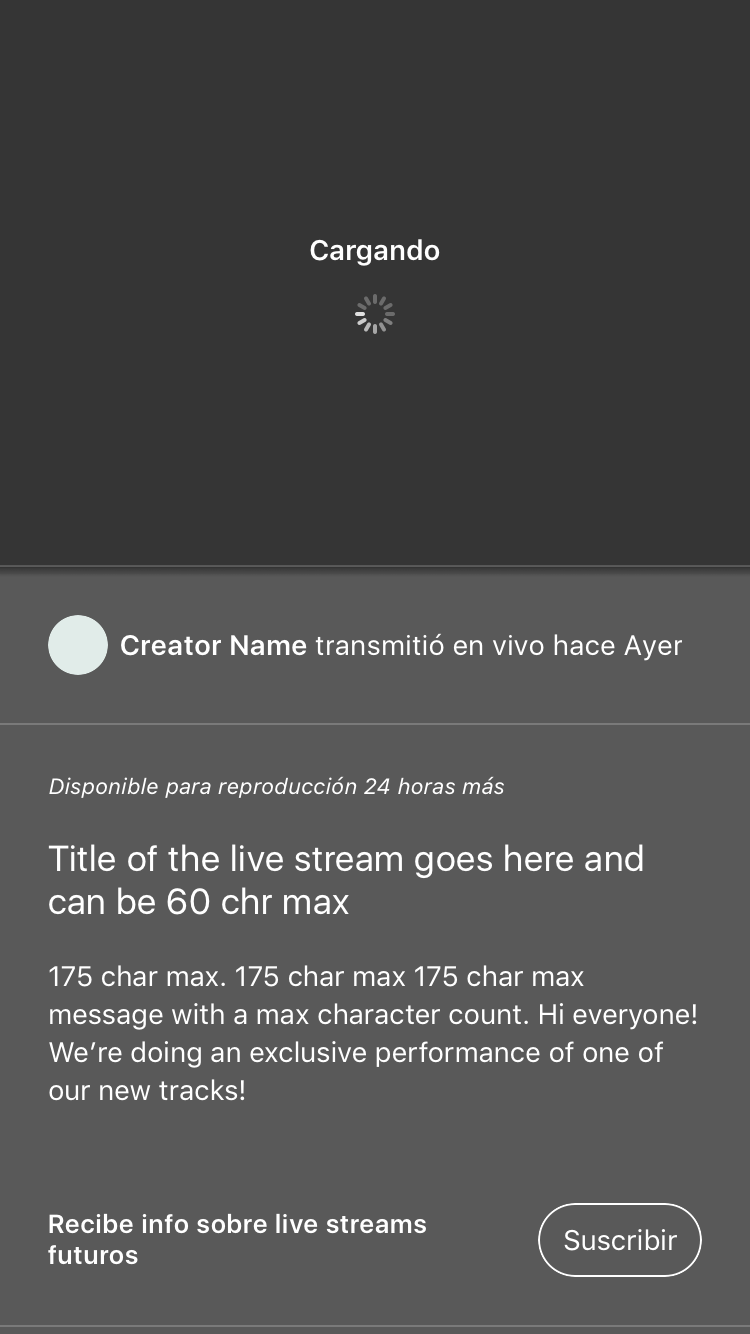 Cargando
Creator Name transmitió en vivo hace Ayer
Disponible para reproducción 24 horas más
Title of the live stream goes here and
can be 60 chr max
175 char max. 175 char max 175 char max
message with a max character count. Hi everyone!
We’re doing an exclusive performance of one of
our new tracks!
Recibe info sobre live streams
futuros
Suscribir